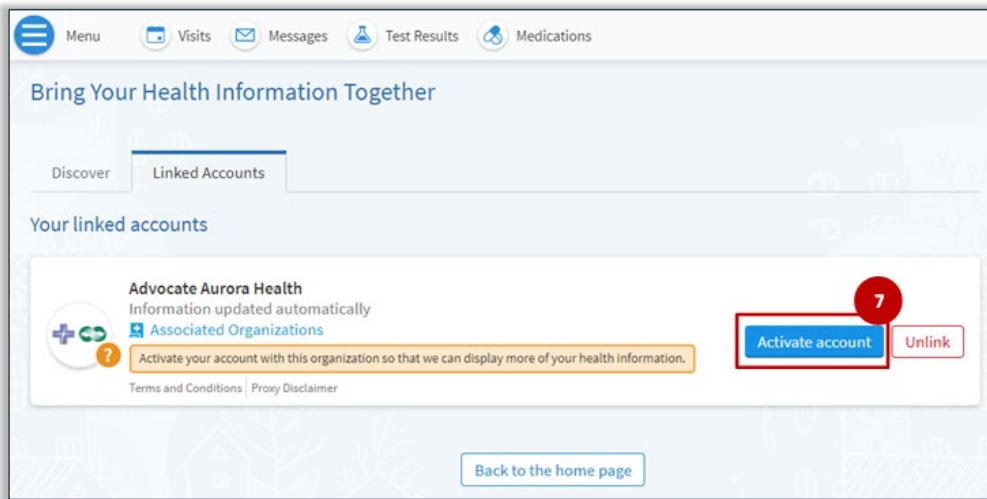 Menu Visits Messages Test Results Medications
Bring Your Health Information Together
Discover Linked Accounts
Your linked accounts
Advocate Aurora Health
Information updated automatically
Associated Organizations
?
Activate your account with this organization so that we can display more of your health information.
Terms and Conditions Proxy Disclaimer
7
Activate account Unlink
Back to the home page